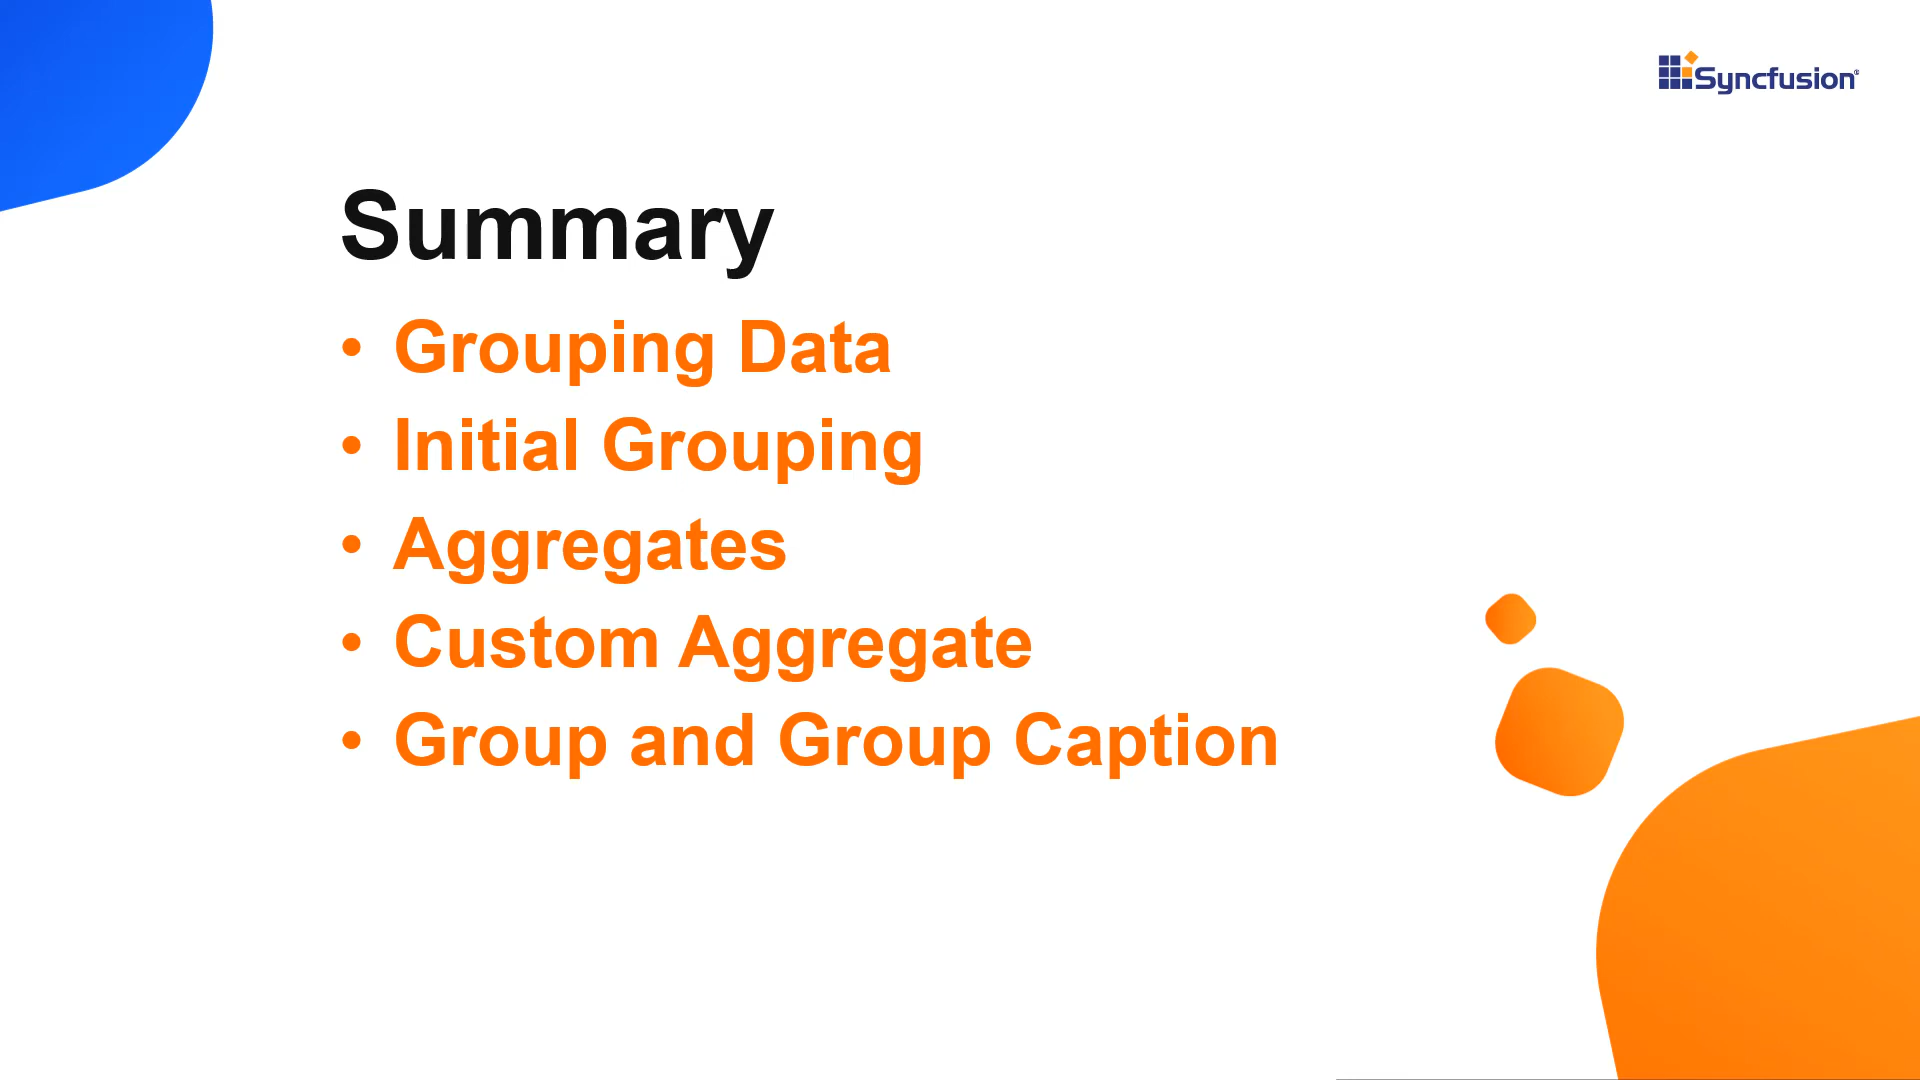 Syncfusion®
Summary
• Grouping Data
• Initial Grouping
• Aggregates
• Custom Aggregate
• Group and Group Caption